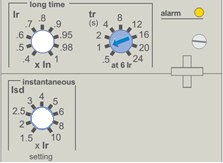 long time
Ir
tr
(s)
alarm
.7 .8 .9
.6 .95
.5 .98
.4 1
x In
4 8 12
2 16
1 20
.5 24
at 6 Ir
instantaneous
Isd
3 4 5
2.5 6
2 8
1.5 10
x Ir
setting